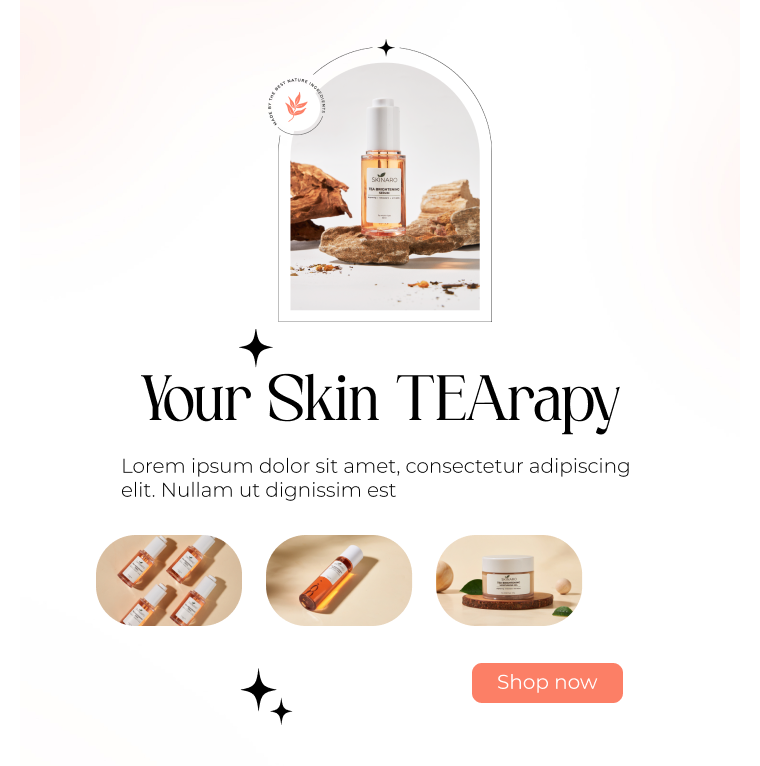 MADE BY THE BEST NATURE INGREDIENTS
SKINARO
TEA-BRIGHTENING
SERUM
Your Skin TEArapy
Lorem ipsum dolor sit amet, consectetur adipiscing
elit. Nullam ut dignissim est
SKINARO
Shop now